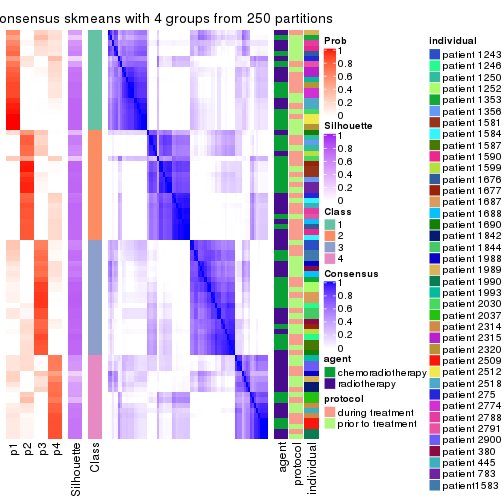 onsensus skmeans with 4 groups from 250 partitions
p1
p2
p3
p4
Silhouette
Class
agent
protocol
individual
Prob
1
0.8
0.6
0.4
0.2
0
Silhouette
1
0.8
0.6
0.4
0.2
0
Class
1
2
3
4
Consensus
1
0.8
0.6
0.4
0.2
0
agent
chemoradiotherapy
radiotherapy
protocol
during treatment
prior to treatment
individual
patient 1243
patient 1246
patient 1250
patient 1252
patient 1353
patient 1356
patient 1581
patient 1584
patient 1587
patient 1590
patient 1599
patient 1676
patient 1677
patient 1687
patient 1688
patient 1690
patient 1842
patient 1844
patient 1988
patient 1989
patient 1990
patient 1993
patient 2030
patient 2037
patient 2314
patient 2315
patient 2320
patient 2509
patient 2512
patient 2518
patient 275
patient 2774
patient 2788
patient 2791
patient 2900
patient 380
patient 445
patient 783
patient1583